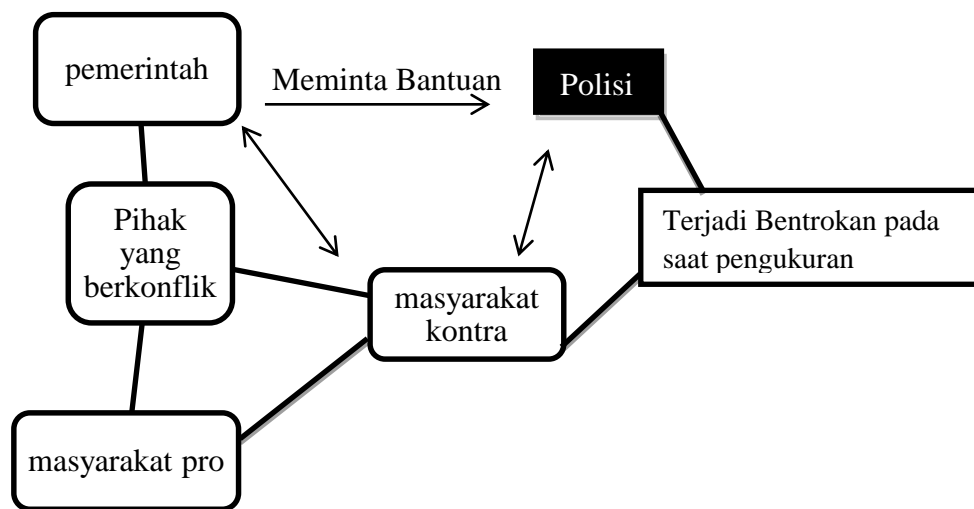 pemerintah
Meminta Bantuan
Polisi
Pihak
yang
berkonflik
Terjadi Bentrokan pada
saat pengukuran
masyarakat
kontra
masyarakat pro